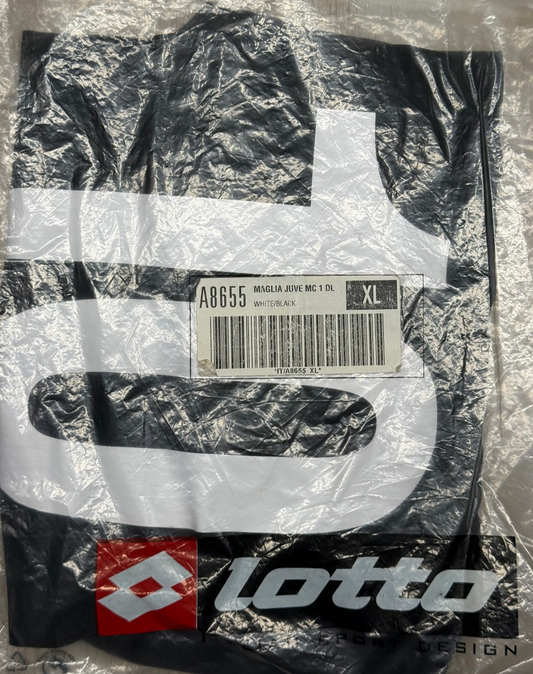 A8655 MAGLIA JUVE MC 1 DL XL
WHITE/BLACK
*IT/A8655 XL*
lotto
SPORT DESIGN